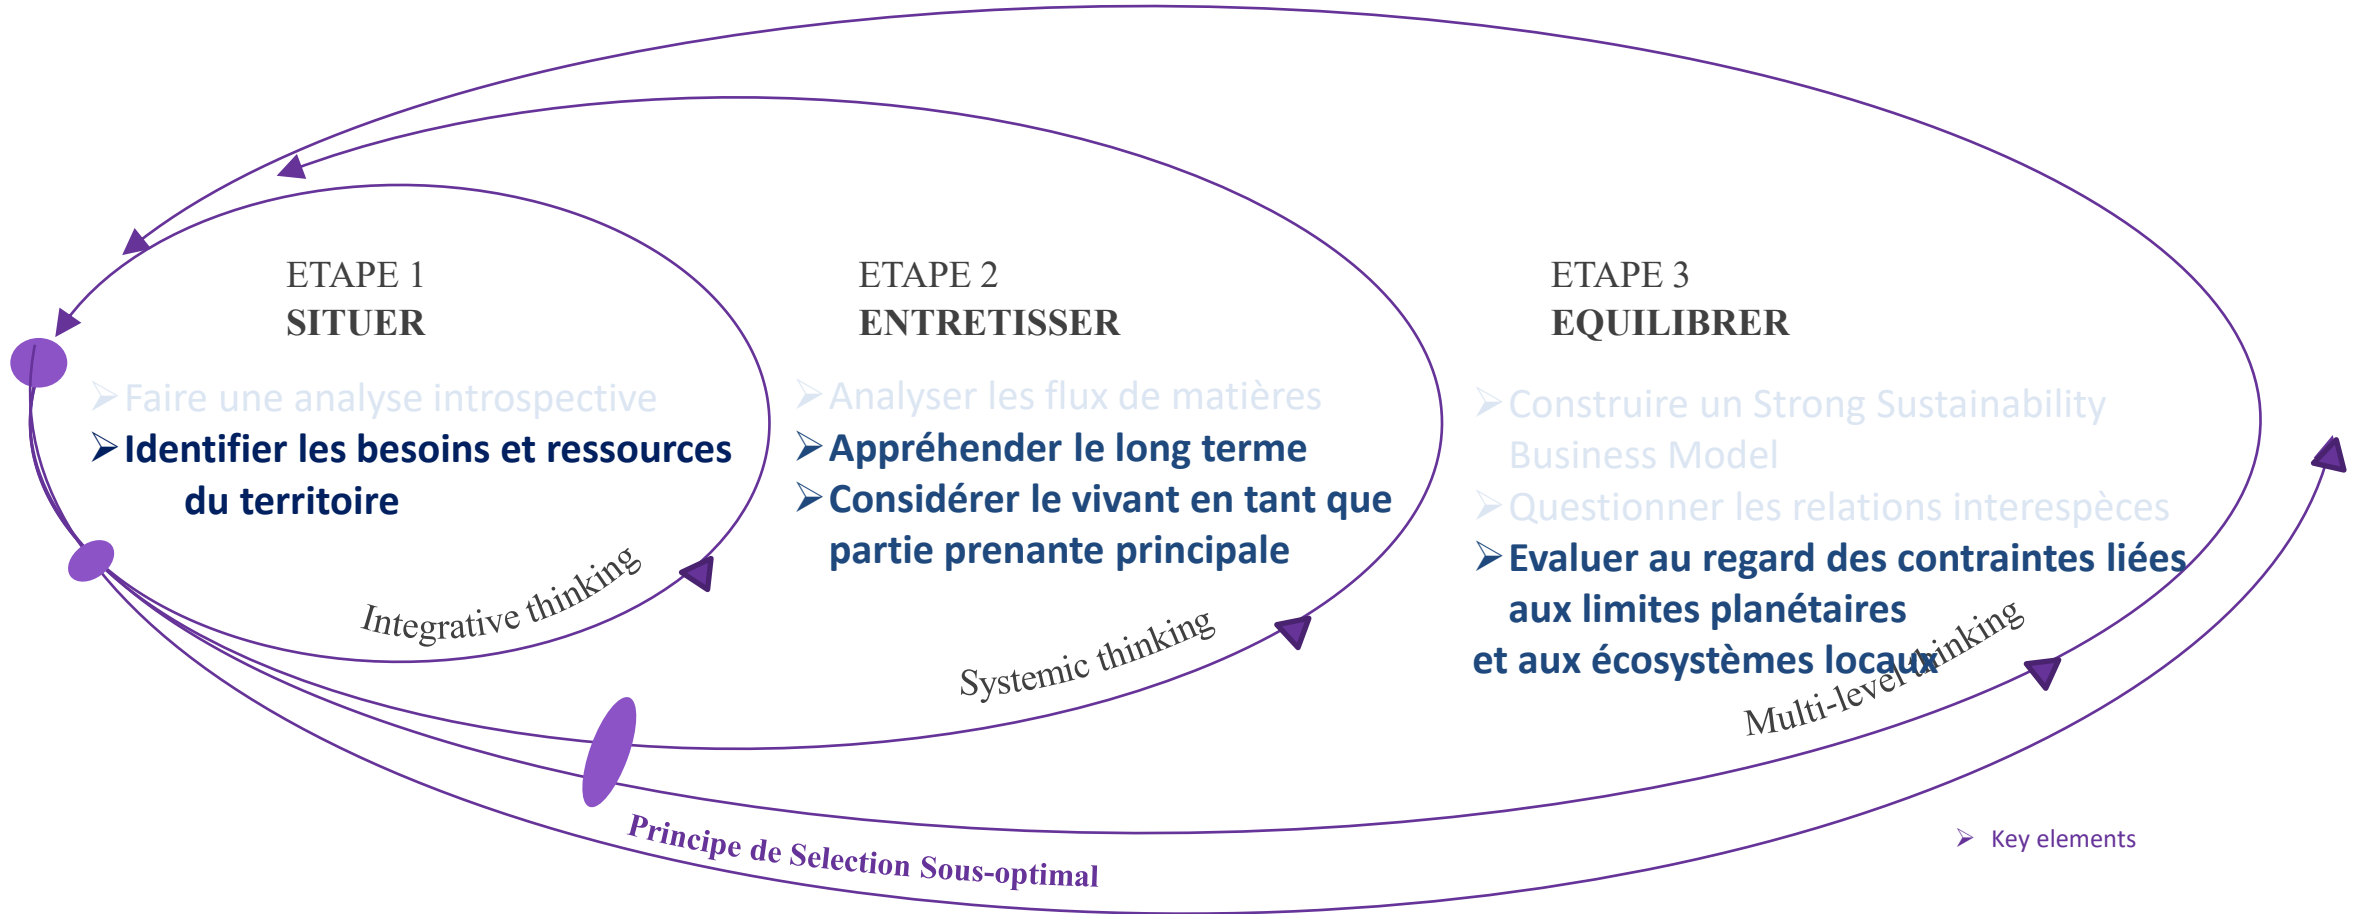 ETAPE 1
SITUER
➢ Faire une analyse introspective
➢ Identifier les besoins et ressources
du territoire
Integrative thinking
ETAPE 2
ENTRETISSER
➢ Analyser les flux de matières
➢ Appréhender le long terme
➢ Considérer le vivant en tant que
partie prenante principale
Systemic thinking
ETAPE 3
EQUILIBRER
➢ Construire un Strong Sustainability
Business Model
➢ Questionner les relations interespèces
➢ Evaluer au regard des contraintes liées
aux limites planétaires
et aux écosystèmes locaux
Multi-level thinking
Principe de Selection Sous-optimal
➢ Key elements